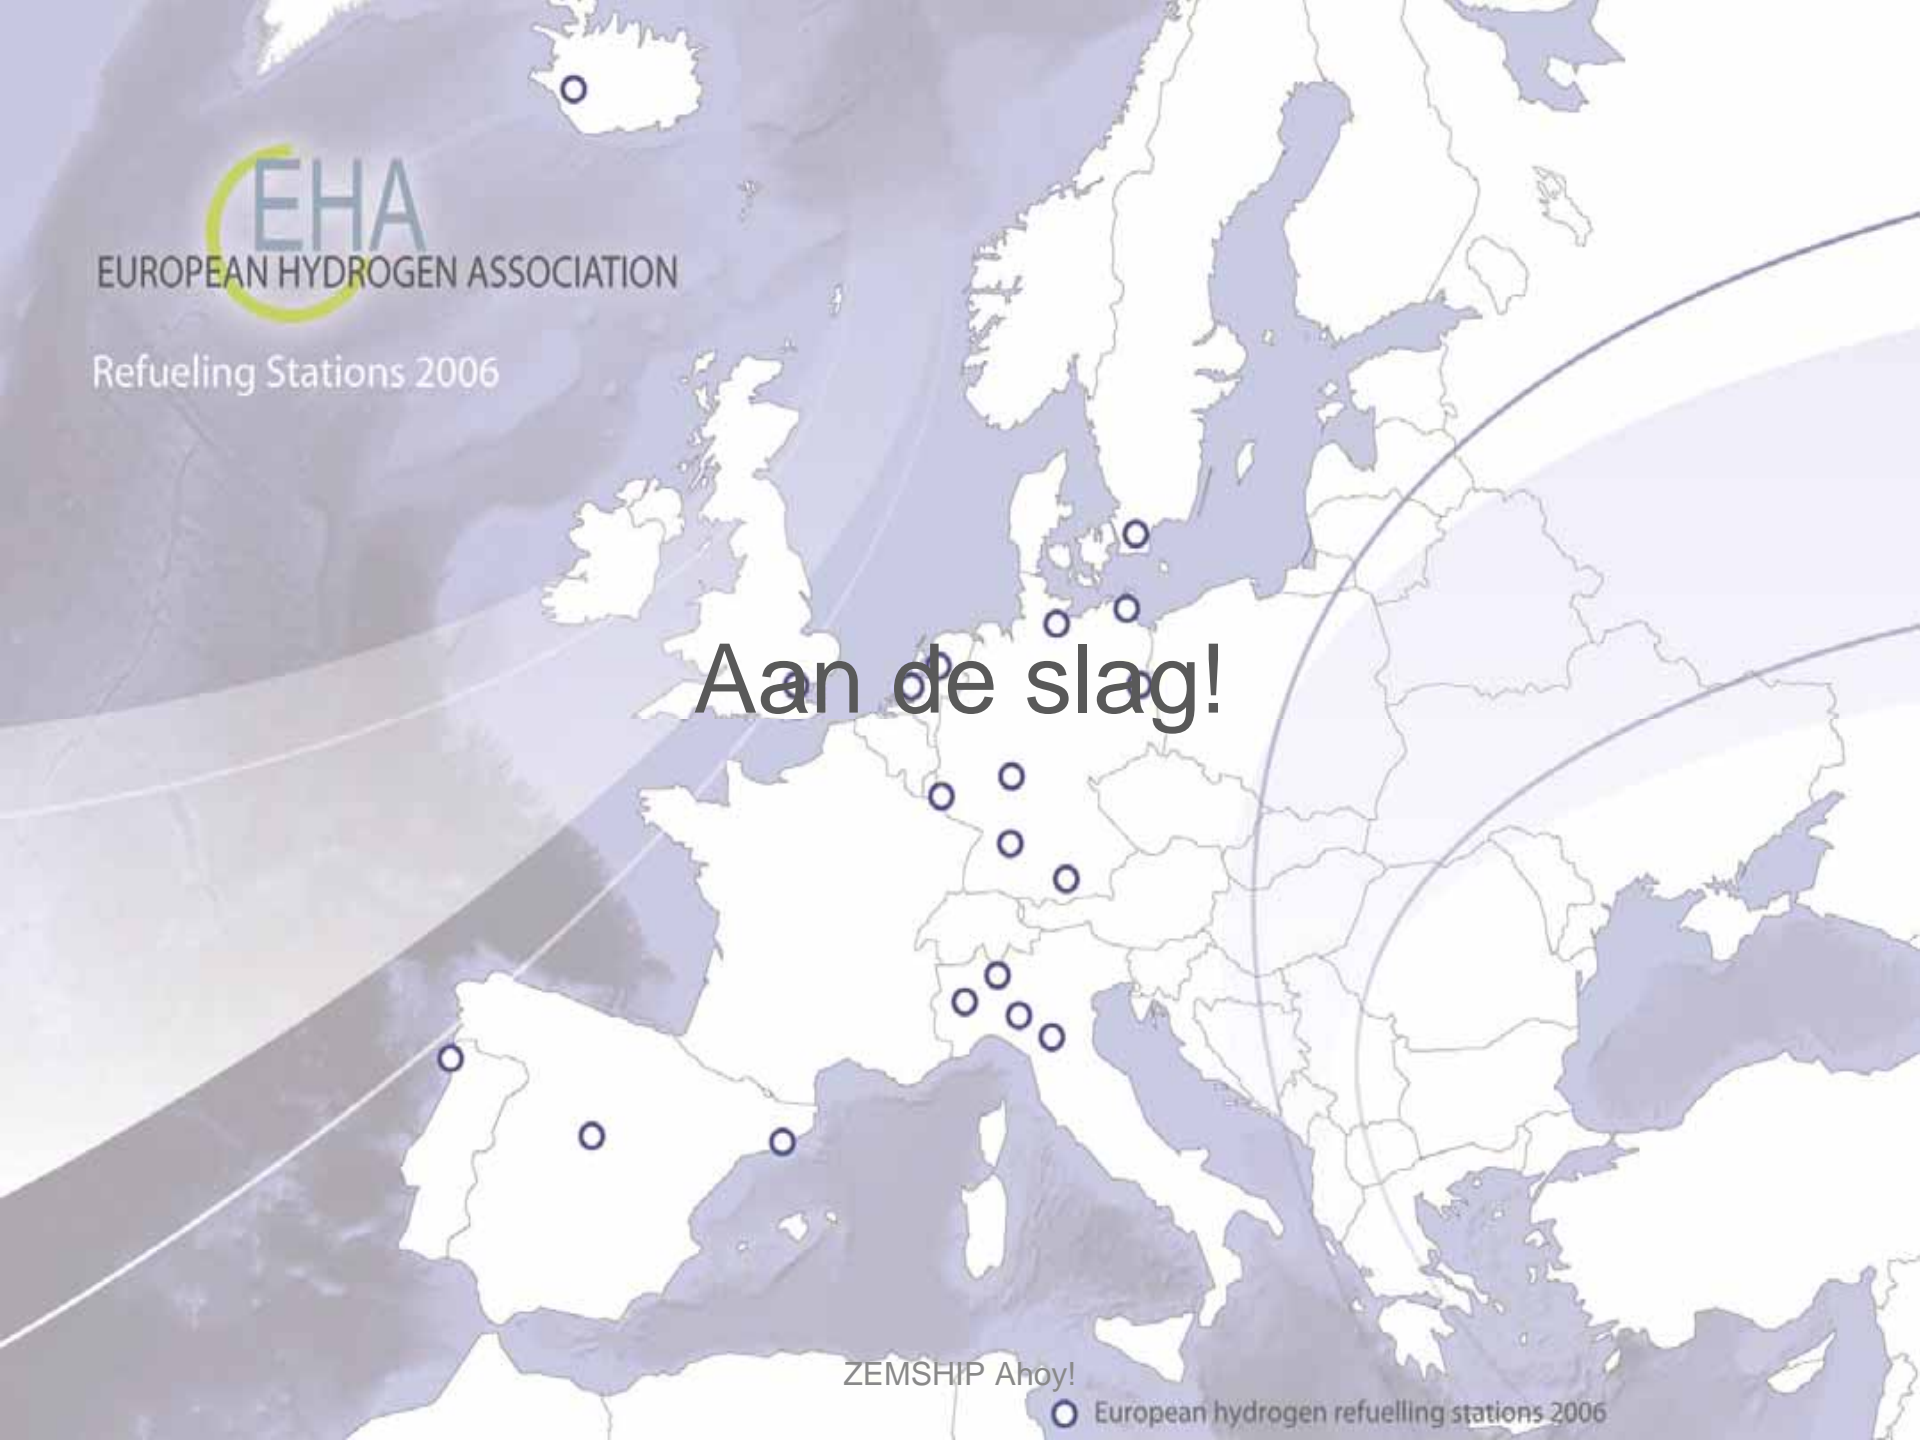 EHA
EUROPEAN HYDROGEN ASSOCIATION
Refueling Stations 2006
Aan de slag!
ZEMSHIP Ahoy!
European hydrogen refuelling stations 2006